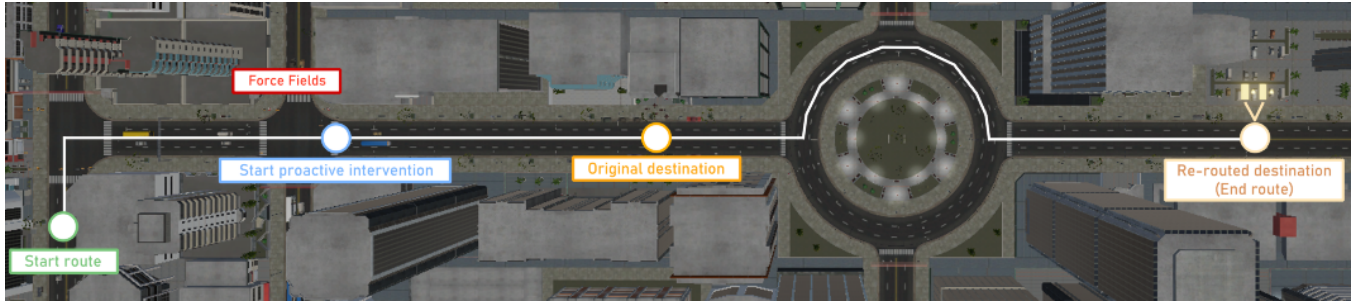 Force Fields
Start proactive intervention
Original destination
Re-routed destination
(End route)
Start route